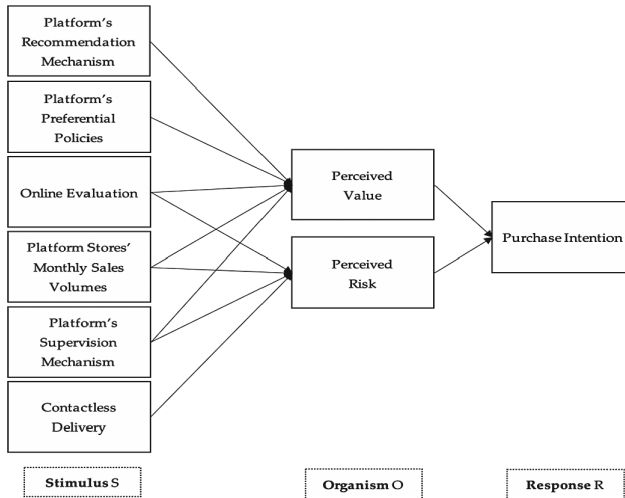 Platform's
Recommendation
Mechanism
Platform's
Preferential
Policies
Online Evaluation
Platform Stores'
Monthly Sales
Volumes
Platform's
Supervision
Mechanism
Contactless
Delivery
Perceived
Value
Perceived
Risk
Purchase Intention
Stimulus S
Organism O
Response R